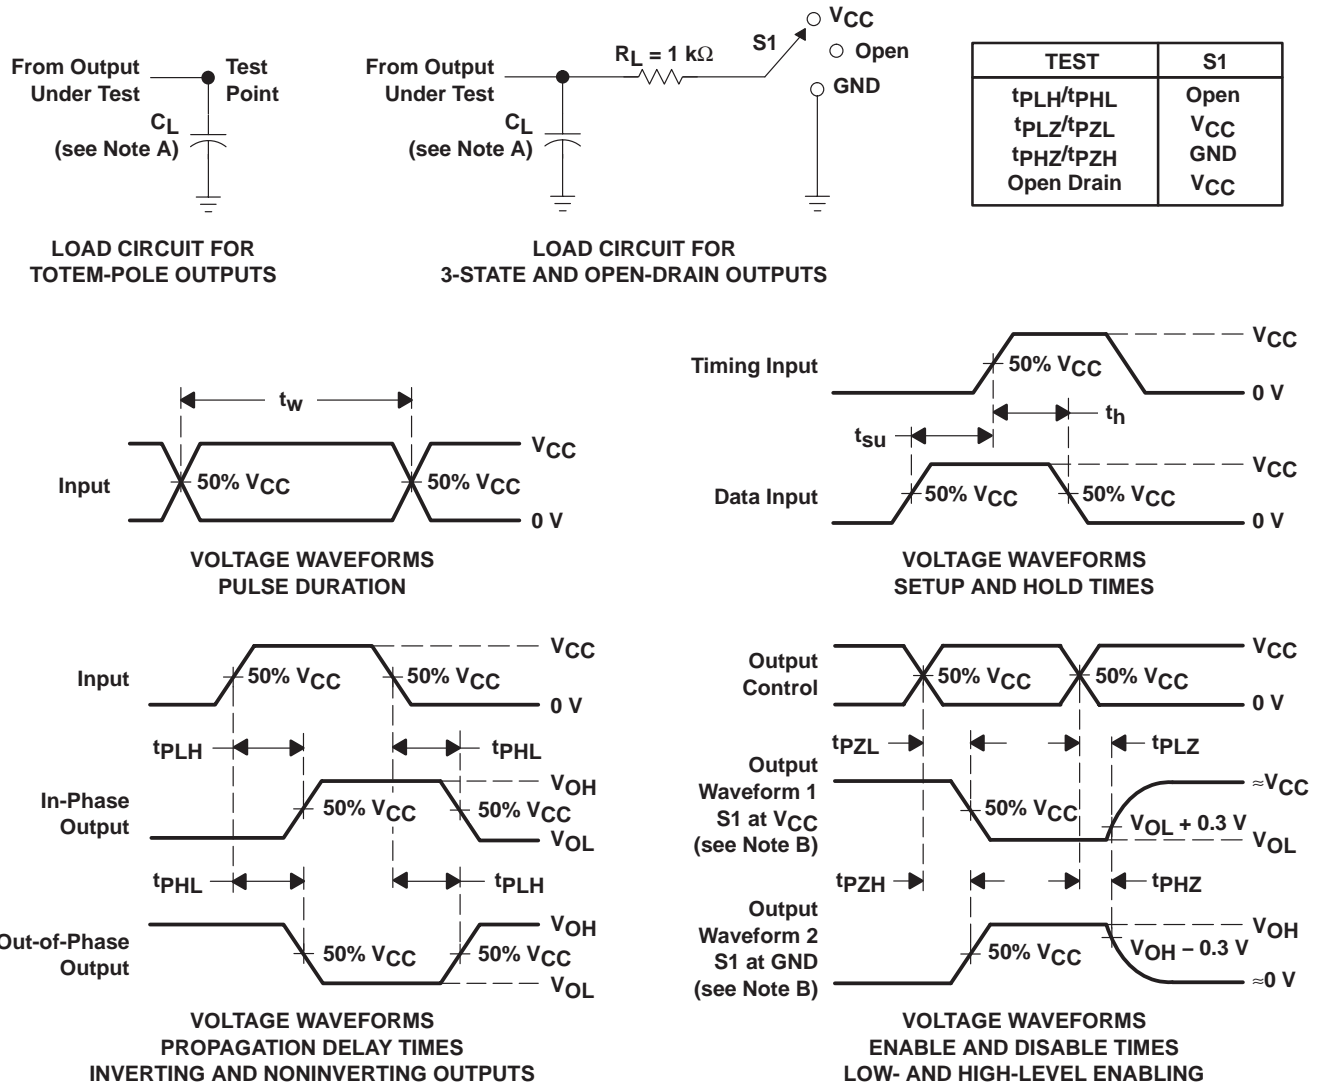 From Output
Under Test
Test
Point
CL
(see Note A)
LOAD CIRCUIT FOR
TOTEM-POLE OUTPUTS
From Output
Under Test
RL = 1 kΩ
S1
VCC
Open
GND
CL
(see Note A)
LOAD CIRCUIT FOR
3-STATE AND OPEN-DRAIN OUTPUTS
TEST S1
tPLH/tPHL Open
tPLZ/tPZL VCC
tPHZ/tPZH GND
Open Drain VCC
tw
Input
50% VCC
50% VCC
VCC
0 V
VOLTAGE WAVEFORMS
PULSE DURATION
Timing Input
50% VCC
VCC
0 V
th
tsu
Data Input
50% VCC
50% VCC
VCC
0 V
VOLTAGE WAVEFORMS
SETUP AND HOLD TIMES
Input
50% VCC
50% VCC
VCC
0 V
tPLH
tPHL
In-Phase
Output
50% VCC
50% VCC
VOH
VOL
tPHL
tPLH
Out-of-Phase
Output
50% VCC
50% VCC
VOH
VOL
VOLTAGE WAVEFORMS
PROPAGATION DELAY TIMES
INVERTING AND NONINVERTING OUTPUTS
Output
Control
50% VCC
50% VCC
VCC
0 V
tPZL
tPLZ
Output
Waveform 1
S1 at VCC
(see Note B)
50% VCC
VOL + 0.3 V
≈VCC
VOL
tPZH
tPHZ
Output
Waveform 2
S1 at GND
(see Note B)
50% VCC
VOH – 0.3 V
VOH
≈0 V
VOLTAGE WAVEFORMS
ENABLE AND DISABLE TIMES
LOW- AND HIGH-LEVEL ENABLING